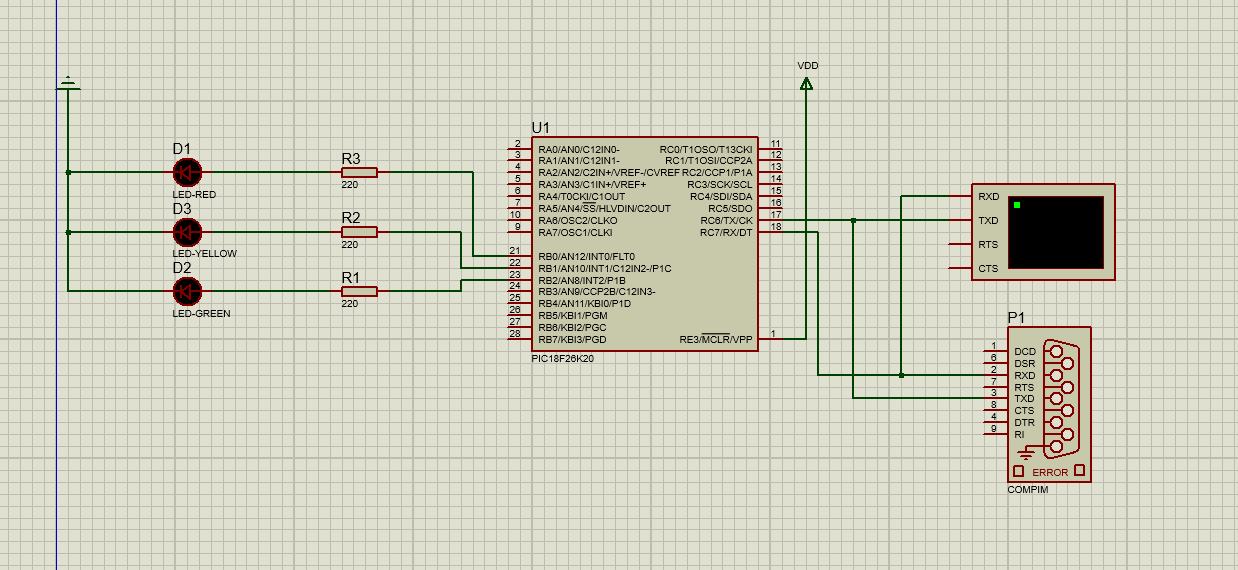 VDD
D1
LED-RED
R3
220
D3
LED-YELLOW
R2
220
D2
LED-GREEN
R1
220
U1
2 RA0/AN0/C12IN0-
3 RA1/AN1/C12IN1-
4 RA2/AN2/C2IN+/VREF-/CVREF
5 RA3/AN3/C1IN+/VREF+
6 RA4/T0CKI/C1OUT
7 RA5/AN4/SS/HLVDIN/C2OUT
10 RA6/OSC2/CLKO
9 RA7/OSC1/CLKI
21 RB0/AN12/INT0/FLT0
22 RB1/AN10/INT1/C12IN2-/P1C
23 RB2/AN8/INT2/P1B
24 RB3/AN9/CCP2B/C12IN3-
25 RB4/AN11/KBI0/P1D
26 RB5/KBI1/PGM
27 RB6/KBI2/PGC
28 RB7/KBI3/PGD
RC0/T1OSO/T13CKI 11
RC1/T1OSI/CCP2A 12
RC2/CCP1/P1A 13
RC3/SCK/SCL 14
RC4/SDI/SDA 15
RC5/SDO 16
RC6/TX/CK 17
RC7/RX/DT 18
RE3/MCLR/VPP 1
PIC18F26K20
RXD
TXD
RTS
CTS
P1
1 DCD
6 DSR
2 RXD
7 RTS
3 TXD
8 CTS
4 DTR
9 RI
ERROR
COMPIM